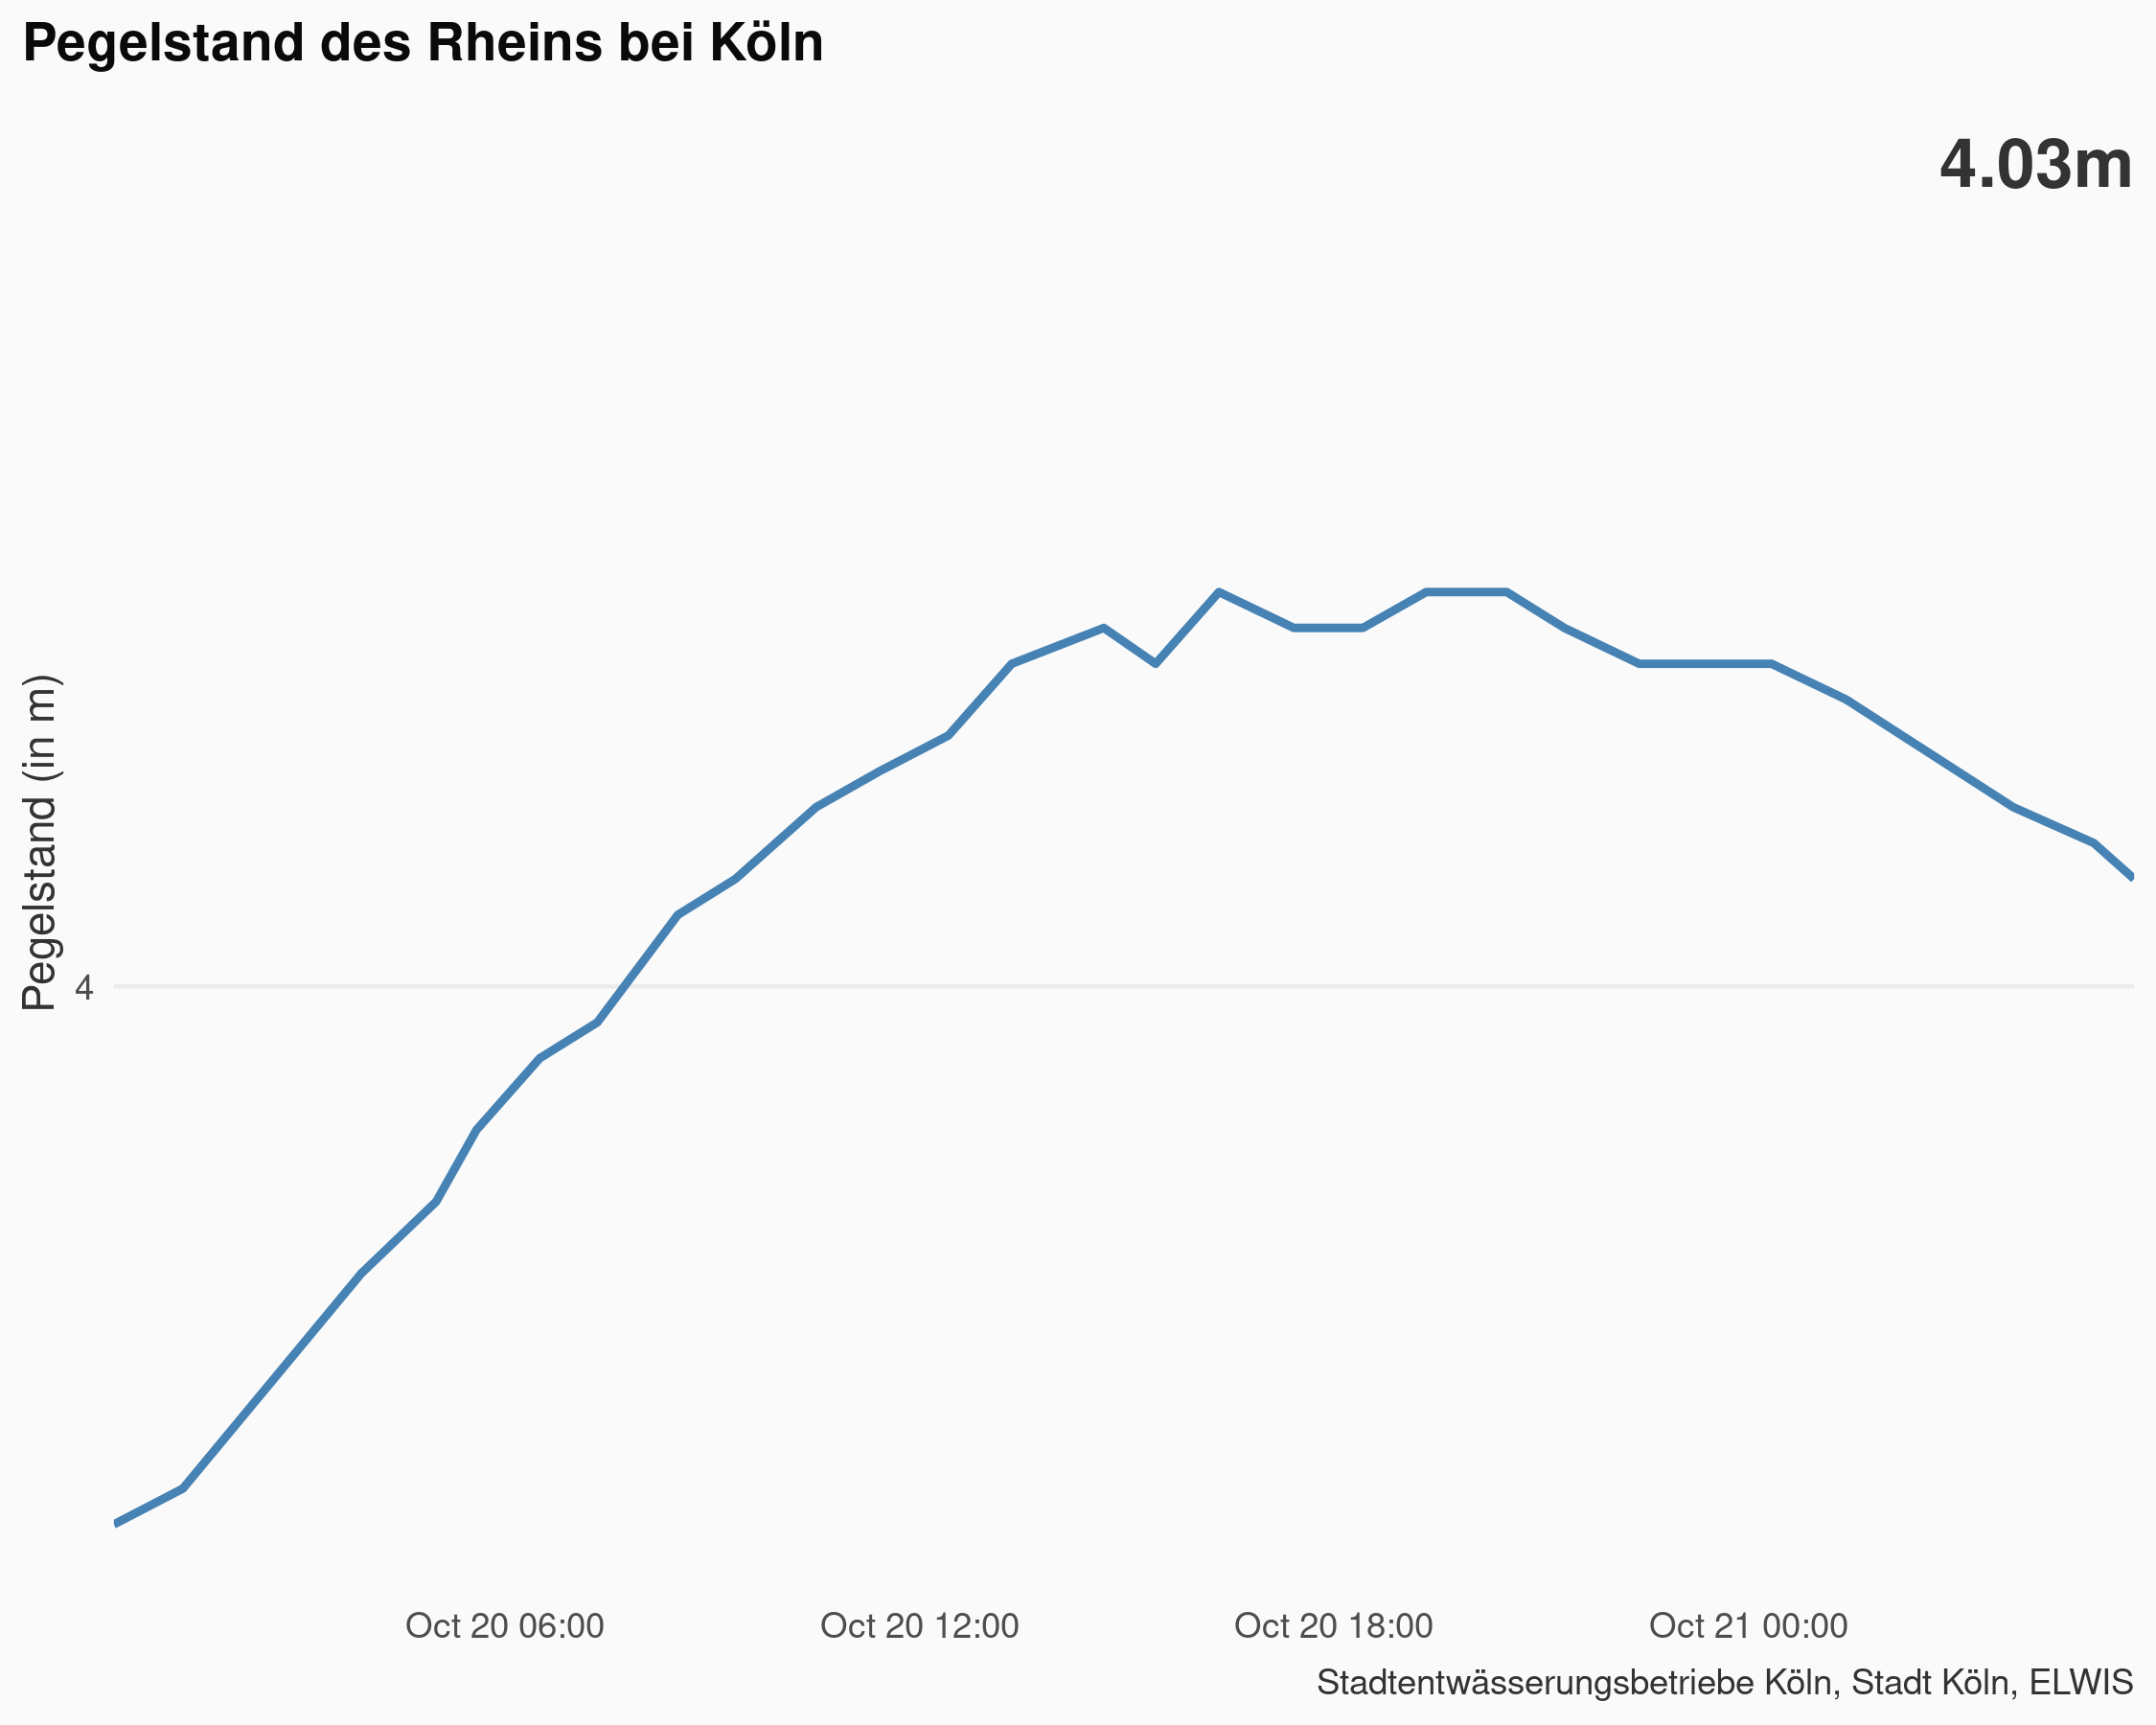 Pegelstand des Rheins bei Köln
4.03m
Pegelstand (in m)
4
Oct 20 06:00
Oct 20 12:00
Oct 20 18:00
Oct 21 00:00
Stadtentwässerungsbetriebe Köln, Stadt Köln, ELWIS